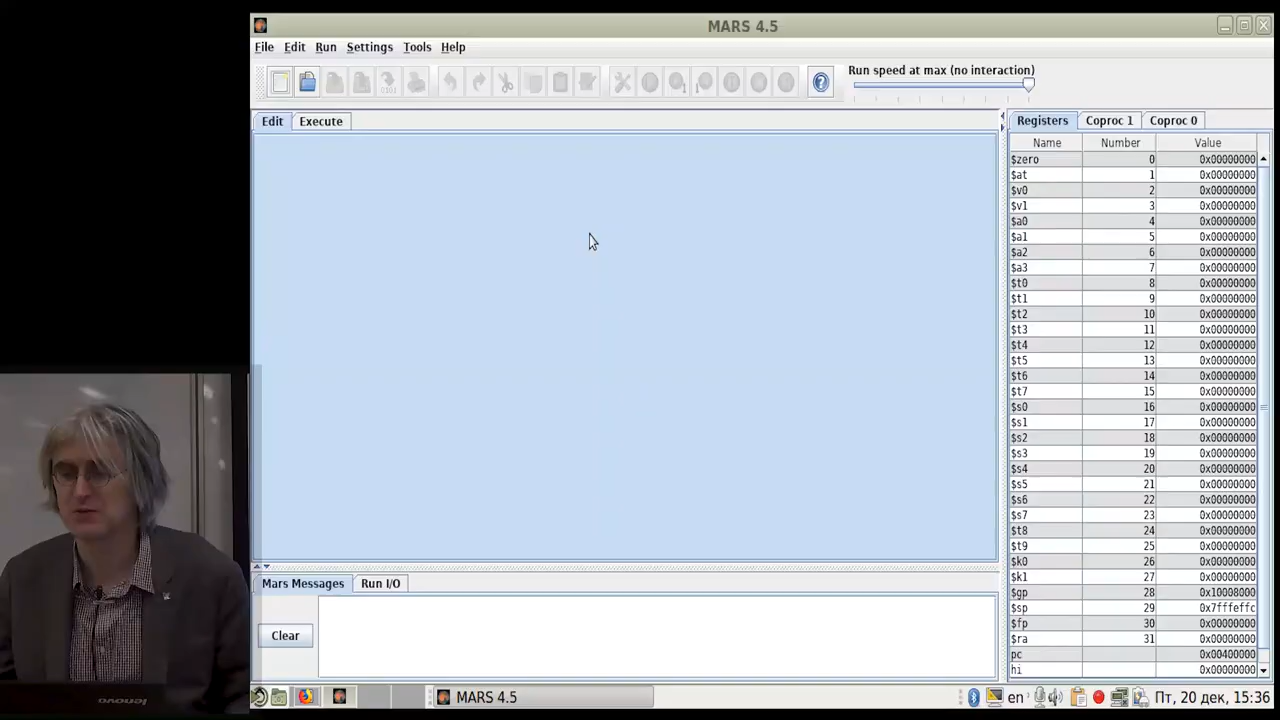 MARS 4.5
File Edit Run Settings Tools Help
Run speed at max (no interaction)
Edit Execute
Registers Coproc 1 Coproc 0
Name Number Value
$zero 0 0x00000000
$at 1 0x00000000
$v0 2 0x00000000
$v1 3 0x00000000
$a0 4 0x00000000
$a1 5 0x00000000
$a2 6 0x00000000
$a3 7 0x00000000
$t0 8 0x00000000
$t1 9 0x00000000
$t2 10 0x00000000
$t3 11 0x00000000
$t4 12 0x00000000
$t5 13 0x00000000
$t6 14 0x00000000
$t7 15 0x00000000
$s0 16 0x00000000
$s1 17 0x00000000
$s2 18 0x00000000
$s3 19 0x00000000
$s4 20 0x00000000
$s5 21 0x00000000
$s6 22 0x00000000
$s7 23 0x00000000
$t8 24 0x00000000
$t9 25 0x00000000
$k0 26 0x00000000
$k1 27 0x00000000
$gp 28 0x10008000
$sp 29 0x7fffeffc
$fp 30 0x00000000
$ra 31 0x00000000
pc 0x00400000
hi 0x00000000
Mars Messages Run I/O
Clear
lenovo
MARS 4.5
en
Пт, 20 дек, 15:36